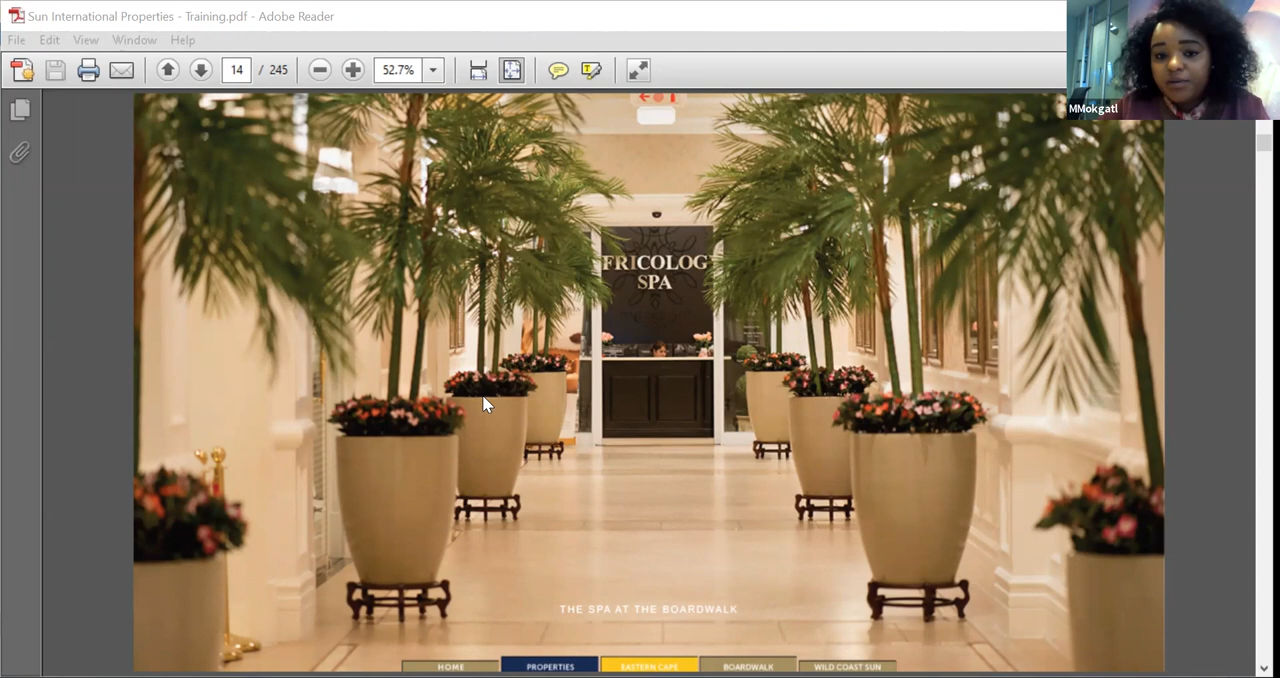 Sun International Properties - Training.pdf - Adobe Reader
File Edit View Window Help
14 / 245 52.7%
MMokgatl
FRICOLOGY
SPA
THE SPA AT THE BOARDWALK
HOME PROPERTIES EASTERN CAPE BOARDWALK WILD COAST SUN